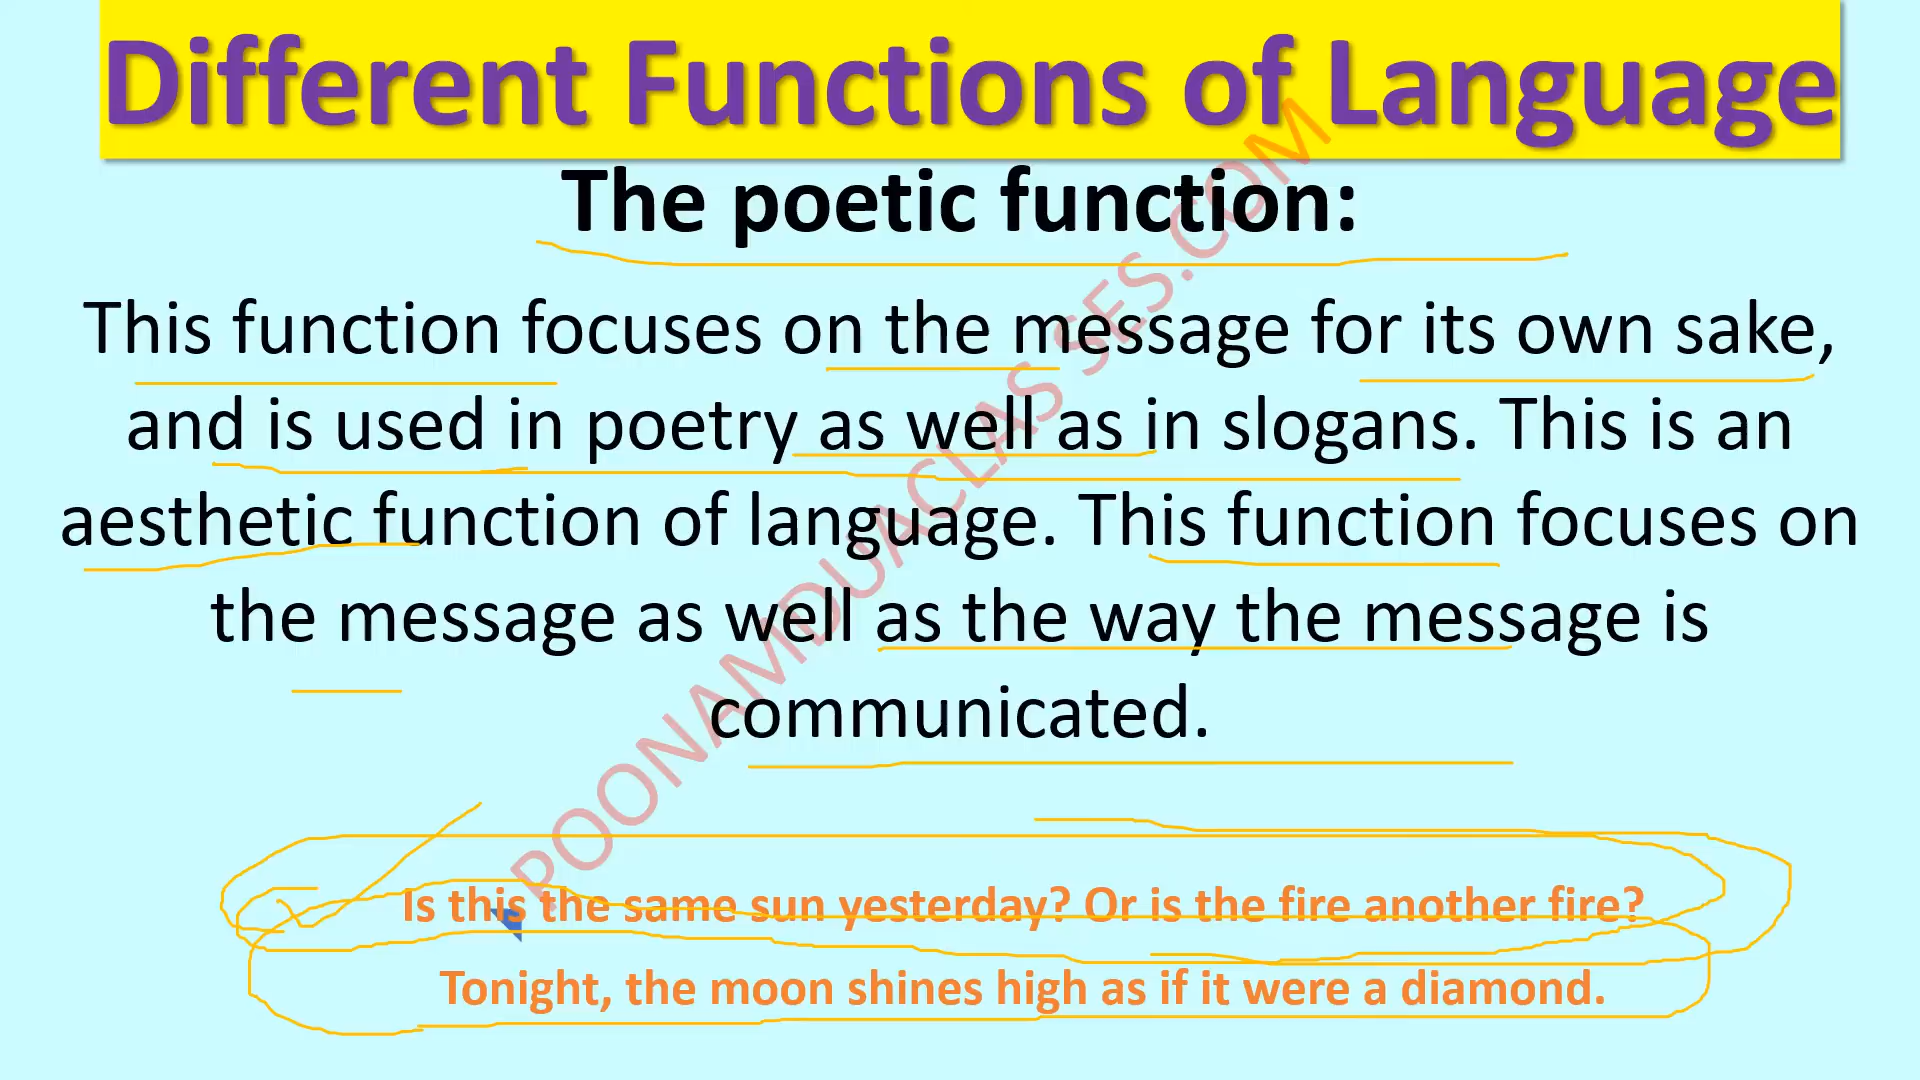 Different Functions of Language
The poetic function:
This function focuses on the message for its own sake,
and is used in poetry as well as in slogans. This is an
aesthetic function of language. This function focuses on
the message as well as the way the message is
communicated.
POONAMDUACLAS SES.COM
Is this the same sun yesterday? Or is the fire another fire?
Tonight, the moon shines high as if it were a diamond.